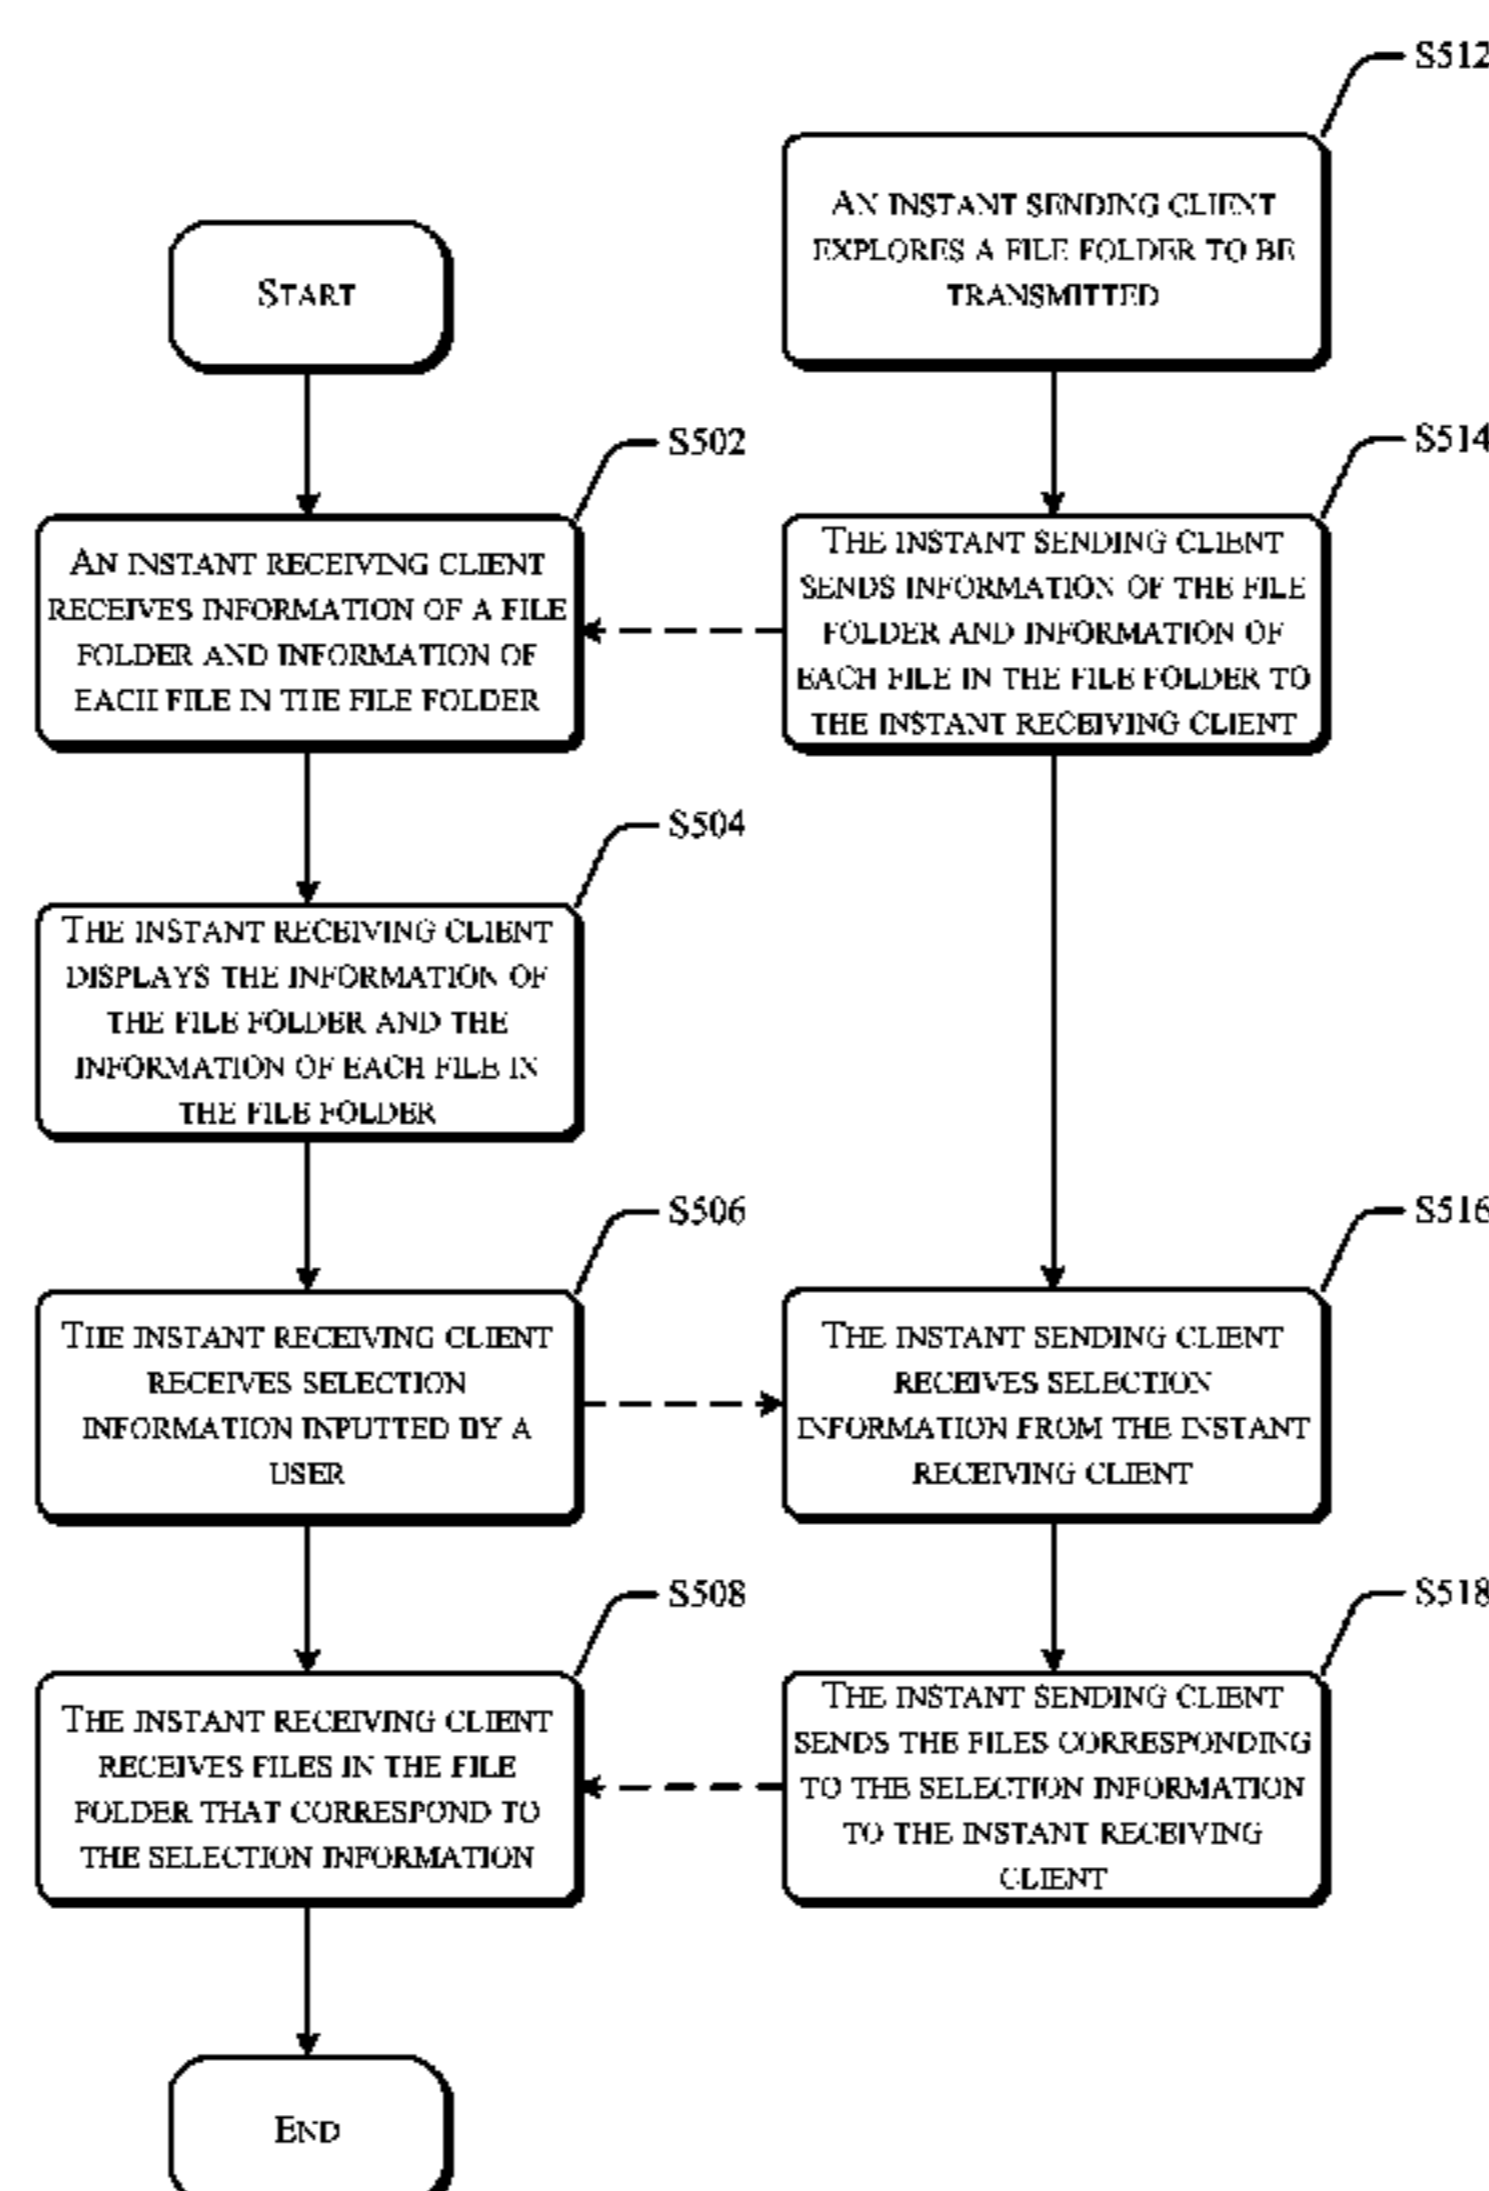 S512
AN INSTANT SENDING CLIENT
EXPLORES A FILE FOLDER TO BE
TRANSMITTED
START
S502
AN INSTANT RECEIVING CLIENT
RECEIVES INFORMATION OF A FILE
FOLDER AND INFORMATION OF
EACH FILE IN THE FILE FOLDER
S514
THE INSTANT SENDING CLIENT
SENDS INFORMATION OF THE FILE
FOLDER AND INFORMATION OF
EACH FILE IN THE FILE FOLDER TO
THE INSTANT RECEIVING CLIENT
S504
THE INSTANT RECEIVING CLIENT
DISPLAYS THE INFORMATION OF
THE FILE FOLDER AND THE
INFORMATION OF EACH FILE IN
THE FILE FOLDER
S506
THE INSTANT RECEIVING CLIENT
RECEIVES SELECTION
INFORMATION INPUTTED BY A
USER
S516
THE INSTANT SENDING CLIENT
RECEIVES SELECTION
INFORMATION FROM THE INSTANT
RECEIVING CLIENT
S508
THE INSTANT RECEIVING CLIENT
RECEIVES FILES IN THE FILE
FOLDER THAT CORRESPOND TO
THE SELECTION INFORMATION
S518
THE INSTANT SENDING CLIENT
SENDS THE FILES CORRESPONDING
TO THE SELECTION INFORMATION
TO THE INSTANT RECEIVING
CLIENT
END